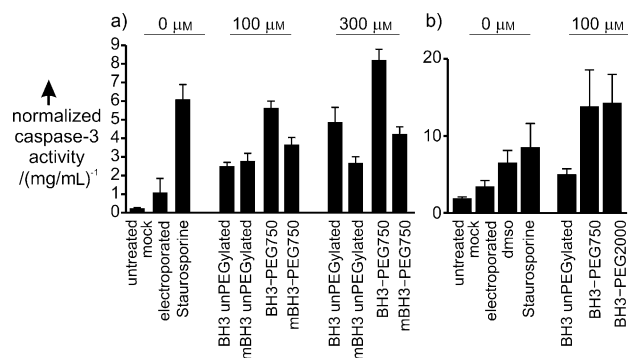 a) 0 μM 100 μM 300 μM
b) 0 μM 100 μM
normalized
caspase-3
activity
/(mg/mL)⁻¹
9
8
7
6
5
4
3
2
1
0
untreated
mock
electroporated
Staurosporine
BH3 unPEGylated
mBH3 unPEGylated
BH3-PEG750
mBH3-PEG750
BH3 unPEGylated
mBH3 unPEGylated
BH3-PEG750
mBH3-PEG750
20
10
0
untreated
mock
electroporated
dmso
Staurosporine
BH3 unPEGylated
BH3-PEG750
BH3-PEG2000